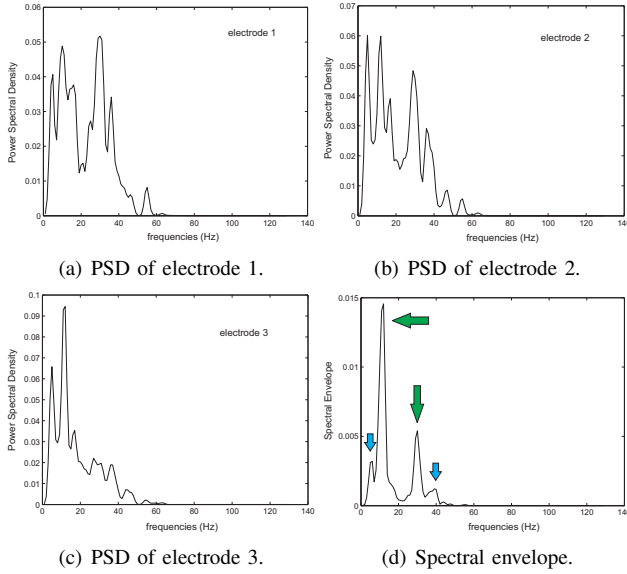 0.06
0.05
0.04
0.03
0.02
0.01
0
Power Spectral Density
electrode 1
0 20 40 60 80 100 120 140
frequencies (Hz)
(a) PSD of electrode 1.
0.07
0.06
0.05
0.04
0.03
0.02
0.01
0
Power Spectral Density
electrode 2
0 20 40 60 80 100 120 140
frequencies (Hz)
(b) PSD of electrode 2.
0.1
0.09
0.08
0.07
0.06
0.05
0.04
0.03
0.02
0.01
0
Power Spectral Density
electrode 3
0 20 40 60 80 100 120 140
frequencies (Hz)
(c) PSD of electrode 3.
0.015
0.01
0.005
0
Spectral Envelope
0 20 40 60 80 100 120 140
frequencies (Hz)
(d) Spectral envelope.